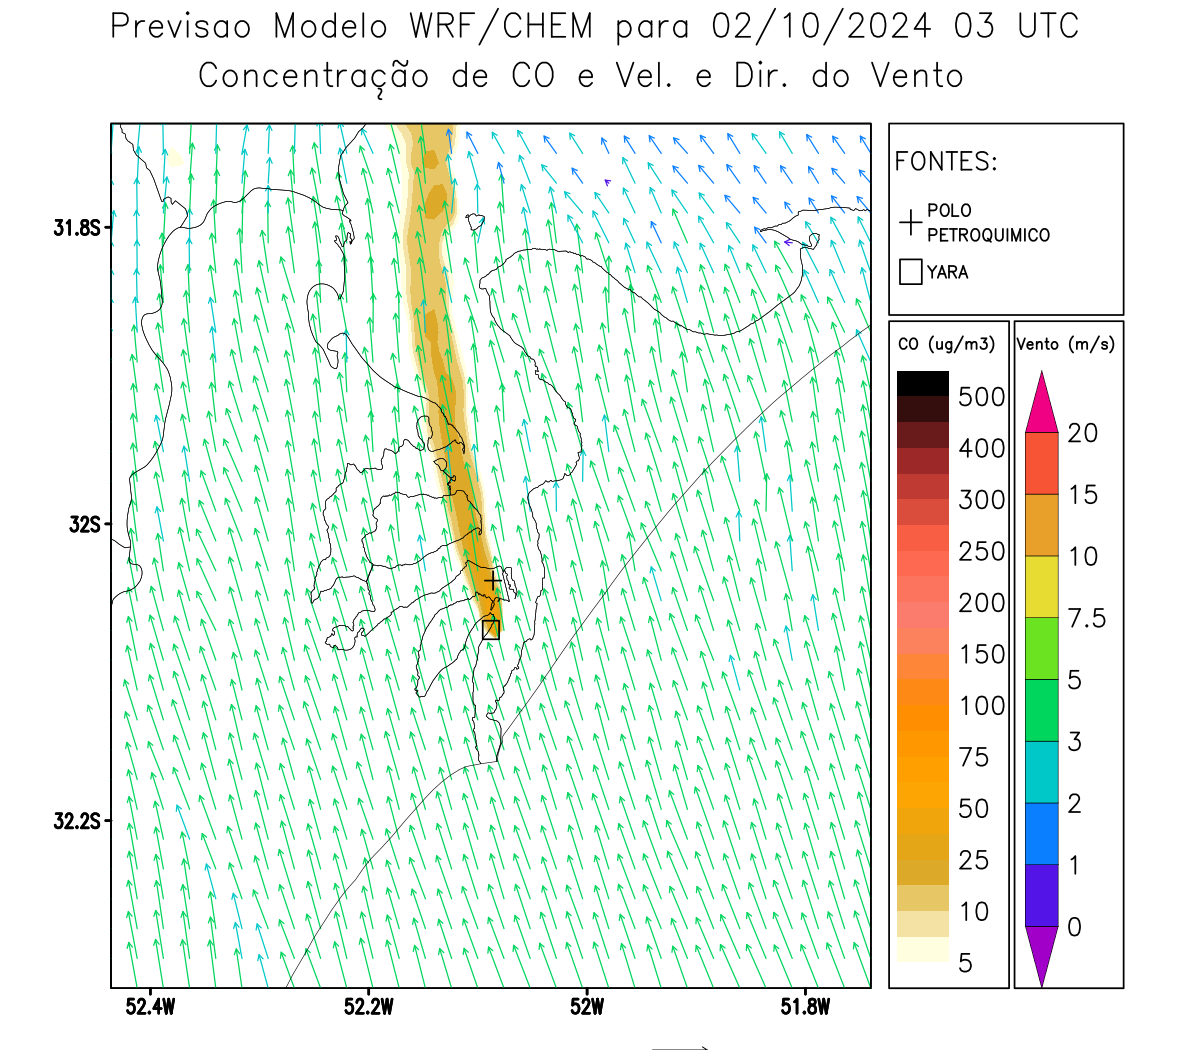 Previsao Modelo WRF/CHEM para 02/10/2024 03 UTC
Concentração de CO e Vel. e Dir. do Vento
FONTES:
POLO
PETROQUIMICO
YARA
31.8S
32S
32.2S
52.4W
52.2W
52W
51.8W
CO (ug/m3)
500
400
300
250
200
150
100
75
50
25
10
5
Vento (m/s)
20
15
10
7.5
5
3
2
1
0